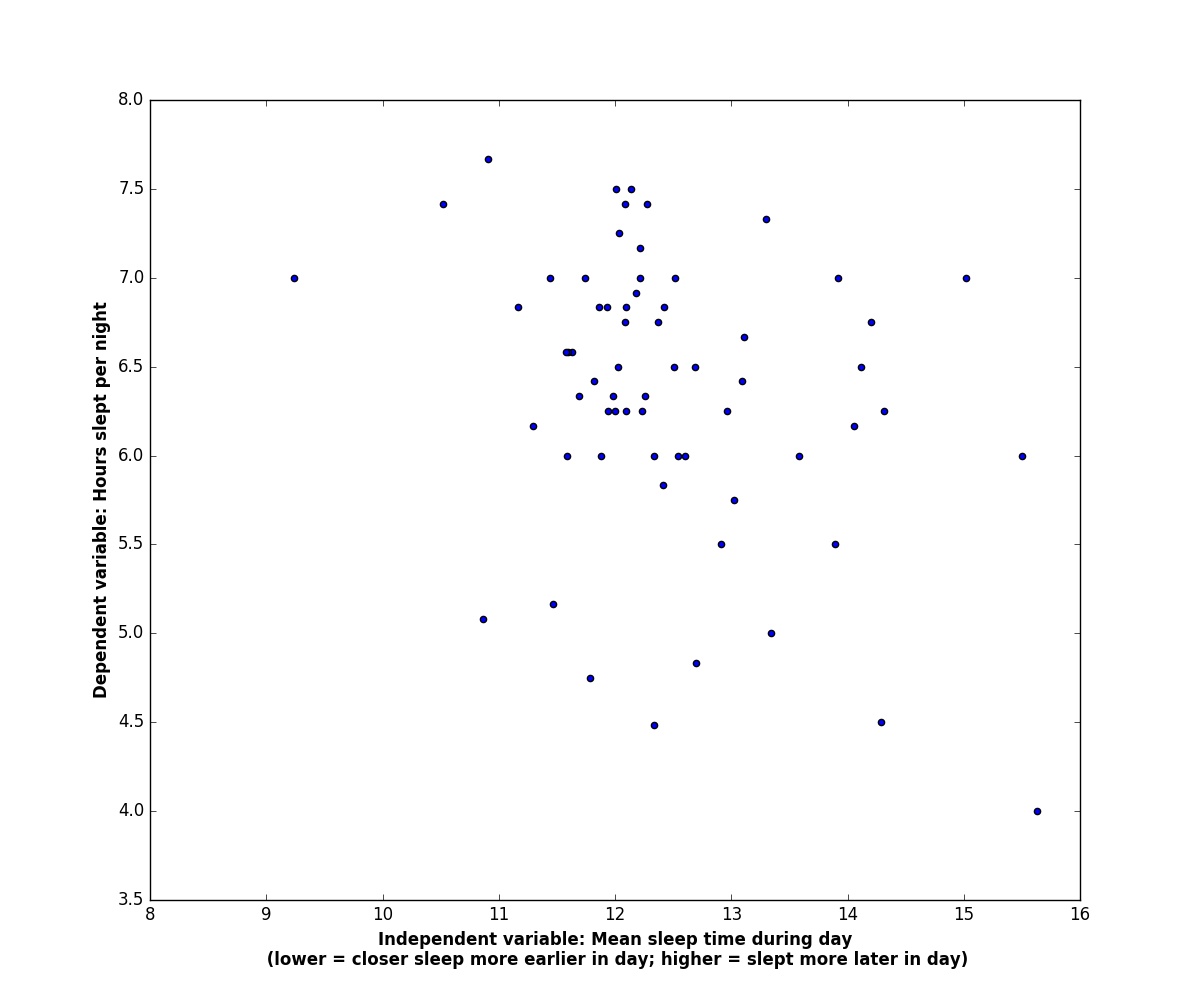 8.0
7.5
7.0
6.5
6.0
5.5
5.0
4.5
4.0
3.5
Dependent variable: Hours slept per night
8 9 10 11 12 13 14 15 16
Independent variable: Mean sleep time during day
(lower = closer sleep more earlier in day; higher = slept more later in day)